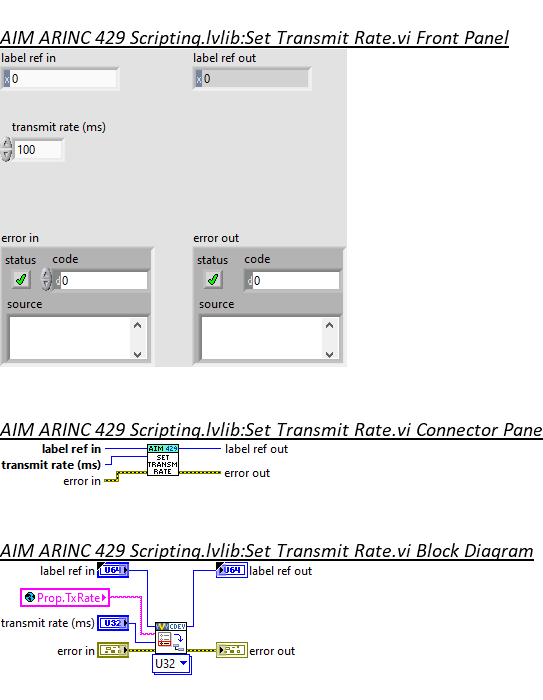 AIM ARINC 429 Scripting.lvlib:Set Transmit Rate.vi Front Panel
label ref in label ref out
x 0 x 0
transmit rate (ms)
100
error in error out
status code status code
d 0 d 0
source source
AIM ARINC 429 Scripting.lvlib:Set Transmit Rate.vi Connector Pane
label ref in AIM 429 label ref out
transmit rate (ms) SET
TRANSM
error in RATE error out
AIM ARINC 429 Scripting.lvlib:Set Transmit Rate.vi Block Diagram
label ref in U64 U64 label ref out
Prop.TxRate
transmit rate (ms) U32 CDEV
error in error out
U32